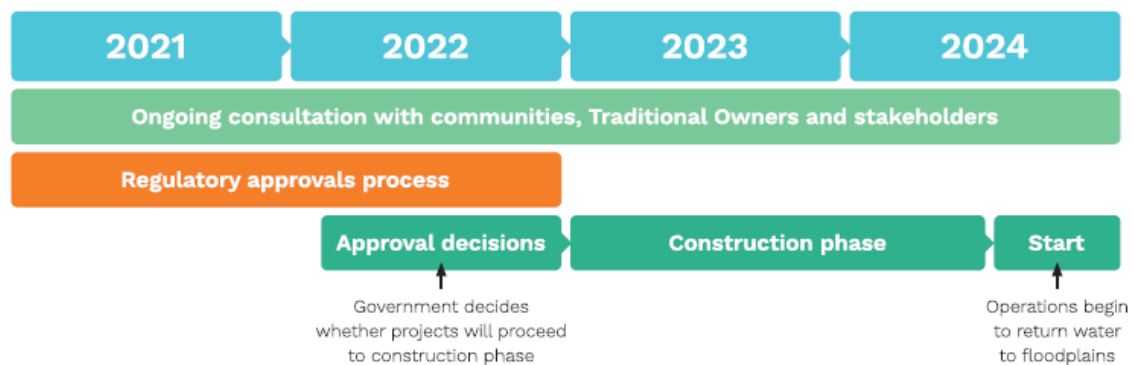 2021 2022 2023 2024
Ongoing consultation with communities, Traditional Owners and stakeholders
Regulatory approvals process
Approval decisions Construction phase Start
Government decides
whether projects will proceed
to construction phase
Operations begin
to return water
to floodplains